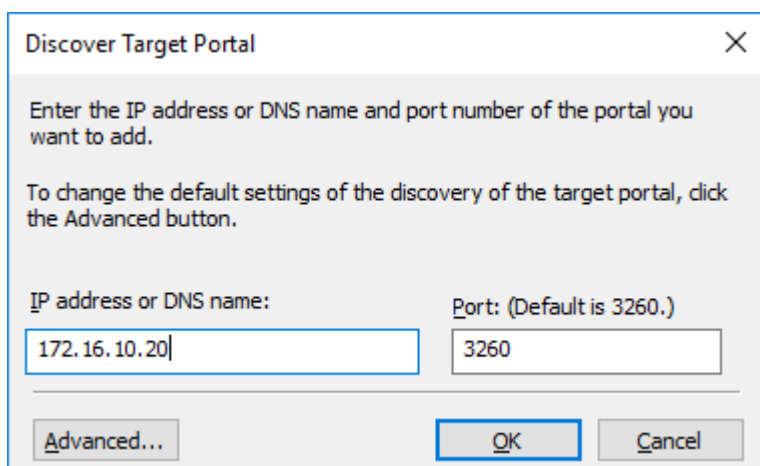 Discover Target Portal
Enter the IP address or DNS name and port number of the portal you
want to add.
To change the default settings of the discovery of the target portal, click
the Advanced button.
IP address or DNS name:
Port: (Default is 3260.)
172.16.10.20
3260
Advanced...
OK
Cancel